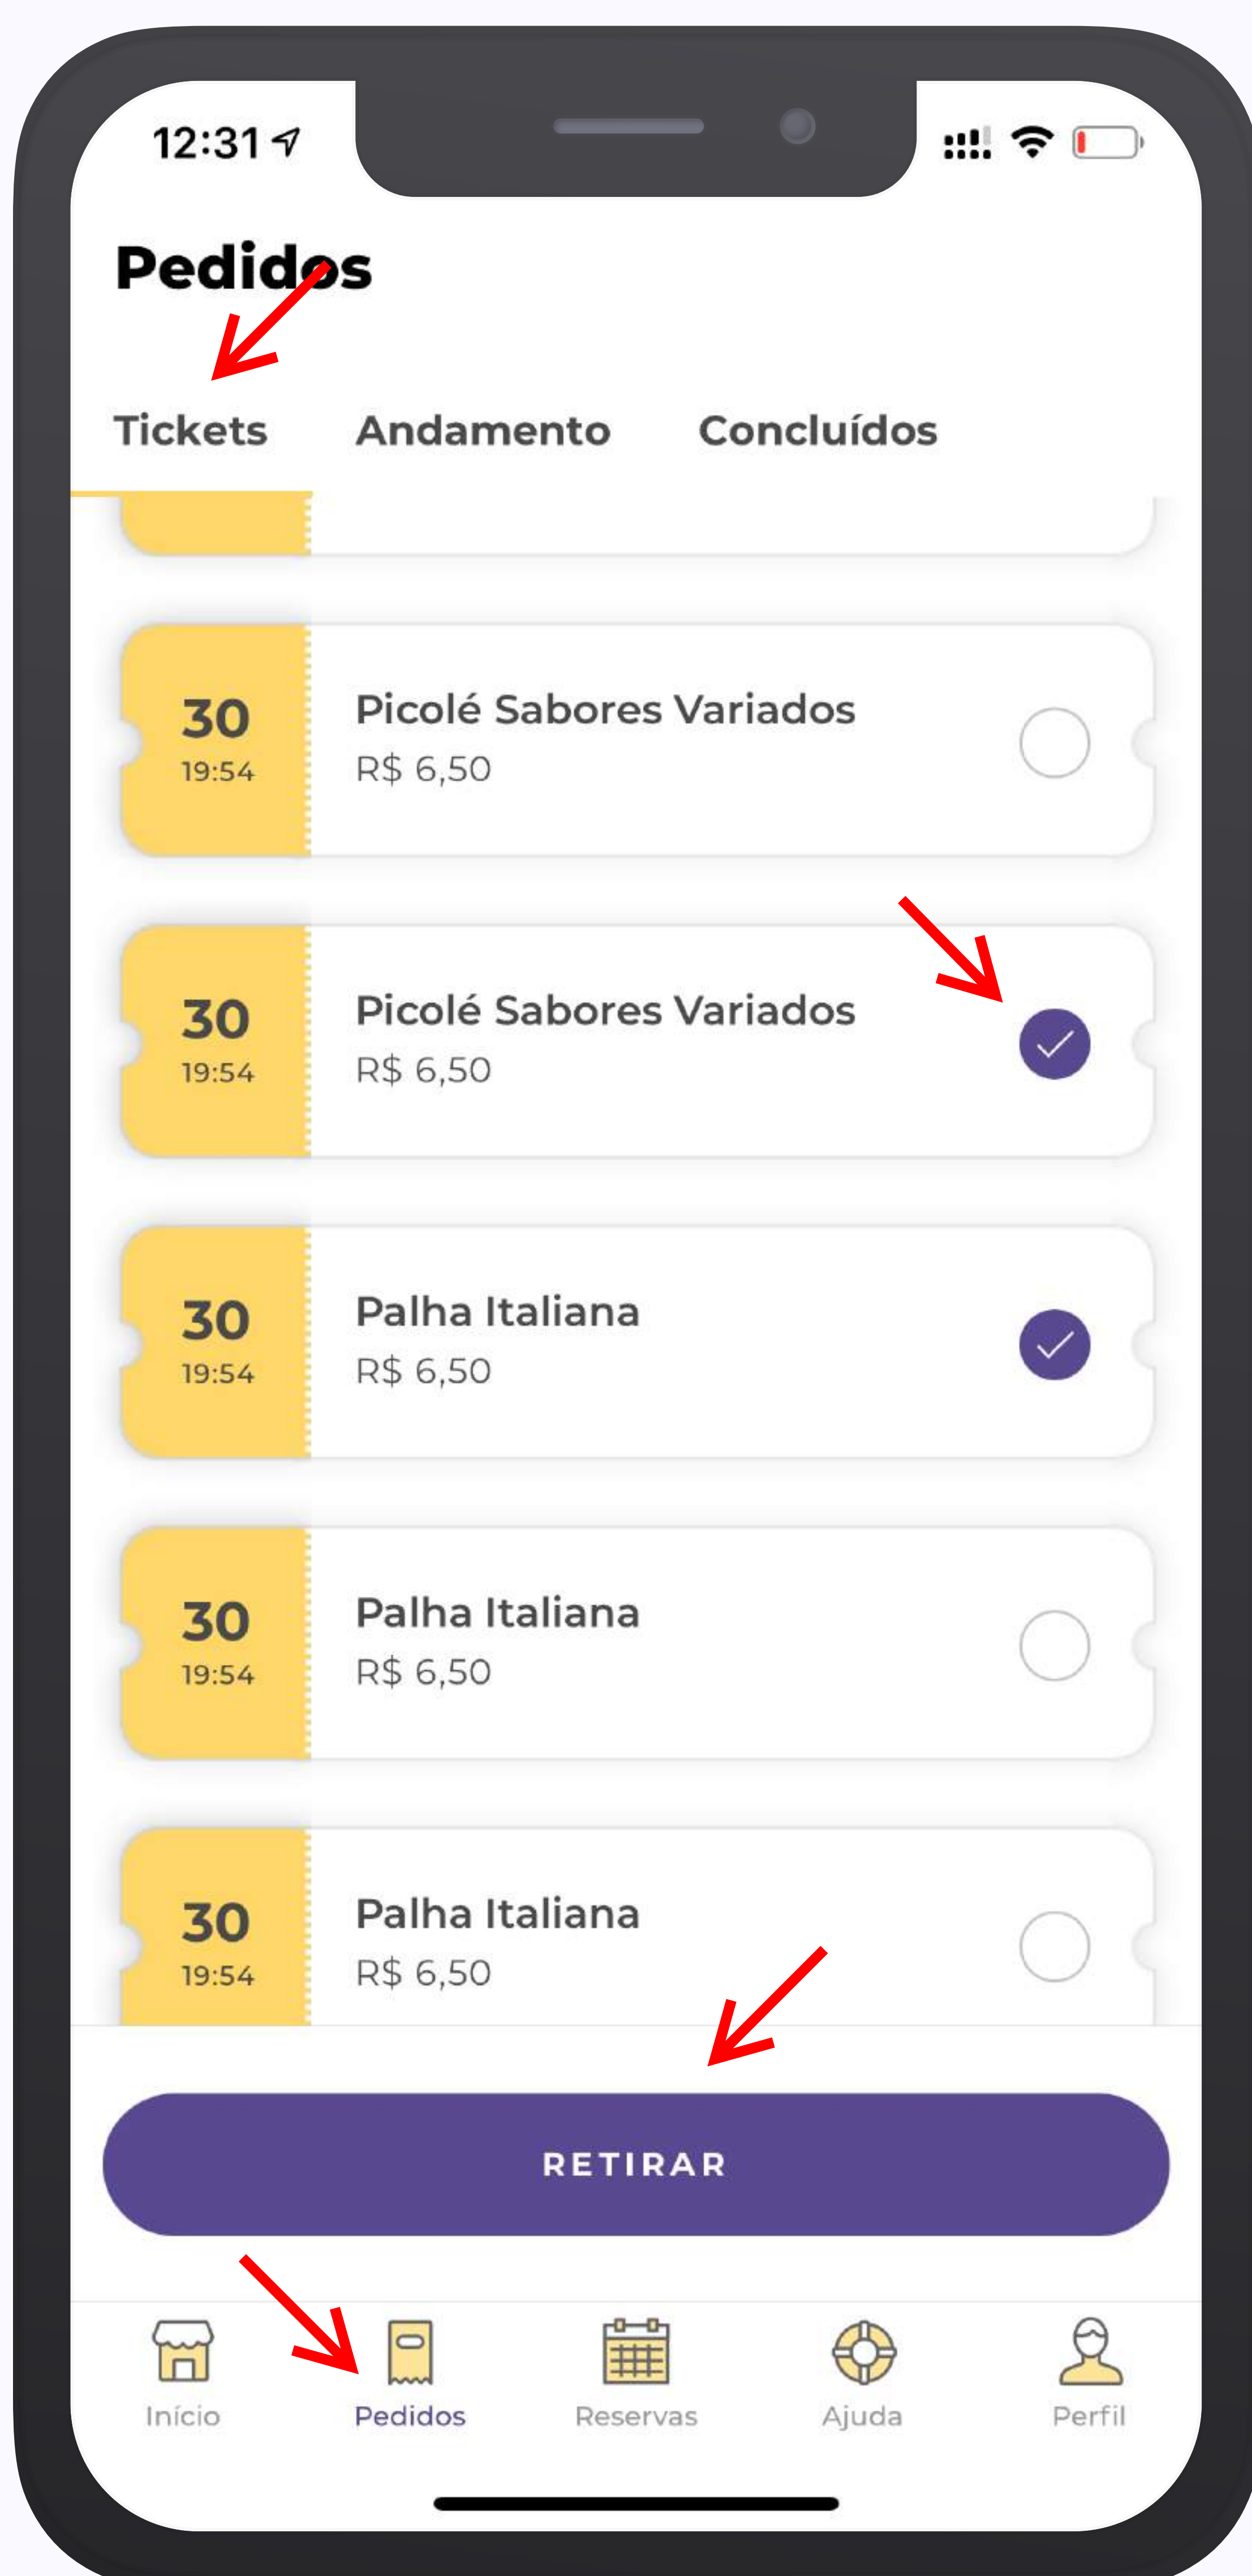 12:31
Pedidos
Tickets Andamento Concluídos
30
19:54
Picolé Sabores Variados
R$ 6,50
30
19:54
Picolé Sabores Variados
R$ 6,50
30
19:54
Palha Italiana
R$ 6,50
30
19:54
Palha Italiana
R$ 6,50
30
19:54
Palha Italiana
R$ 6,50
RETIRAR
Início Pedidos Reservas Ajuda Perfil